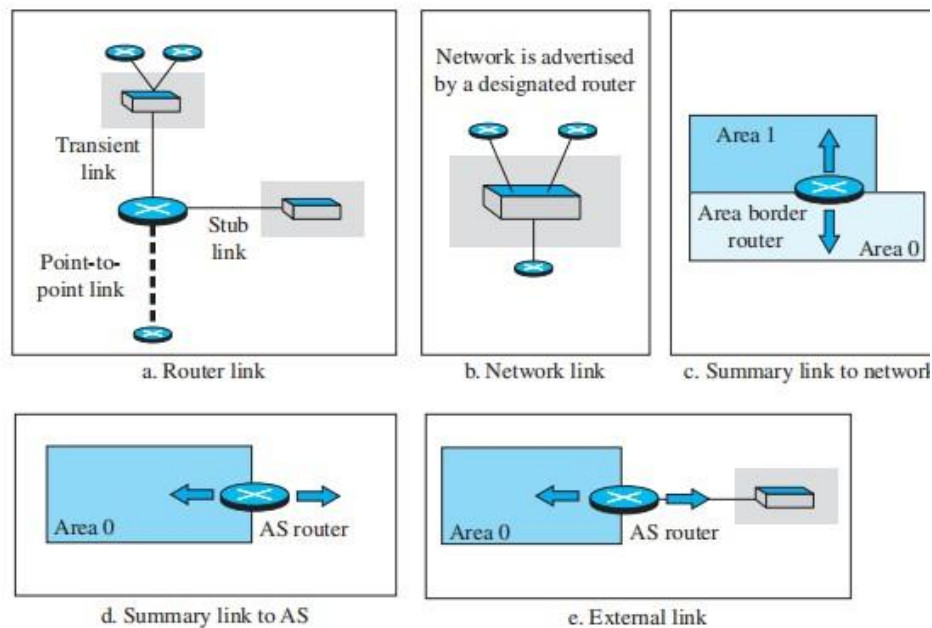 Transient
link
Stub
link
Point-to-
point link
a. Router link
Network is advertised
by a designated router
b. Network link
Area 1
Area border
router
Area 0
c. Summary link to network
Area 0
AS router
d. Summary link to AS
Area 0
AS router
e. External link